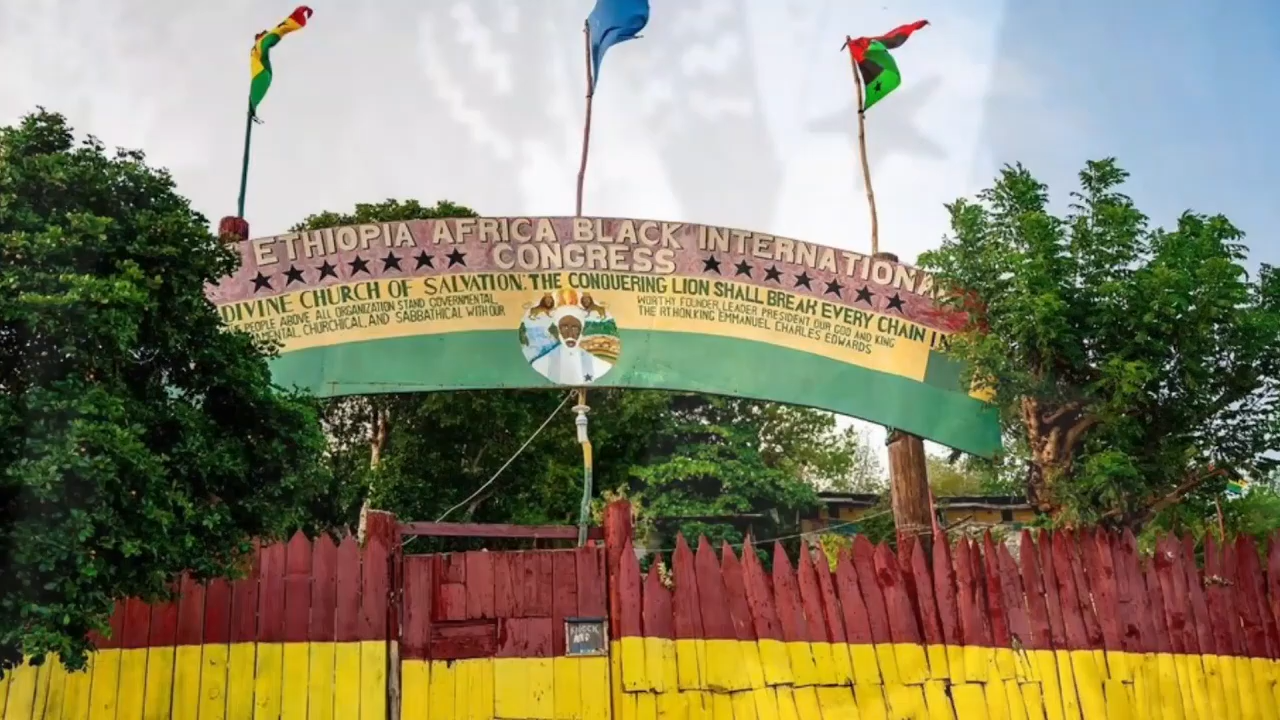 ETHIOPIA AFRICA BLACK INTERNATIONAL
CONGRESS
DIVINE CHURCH OF SALVATION. THE CONQUERING LION SHALL BREAK EVERY CHAIN IN
PEOPLE ABOVE ALL ORGANIZATION STAND GOVERNMENTAL
CHURCHICAL, AND SABBATHICAL WITH OUR
WORTHY FOUNDER, LEADER PRESIDENT OUR GOD AND KING
THE RT HON. KING EMMANUEL CHARLES EDWARDS
KNOCK
AND